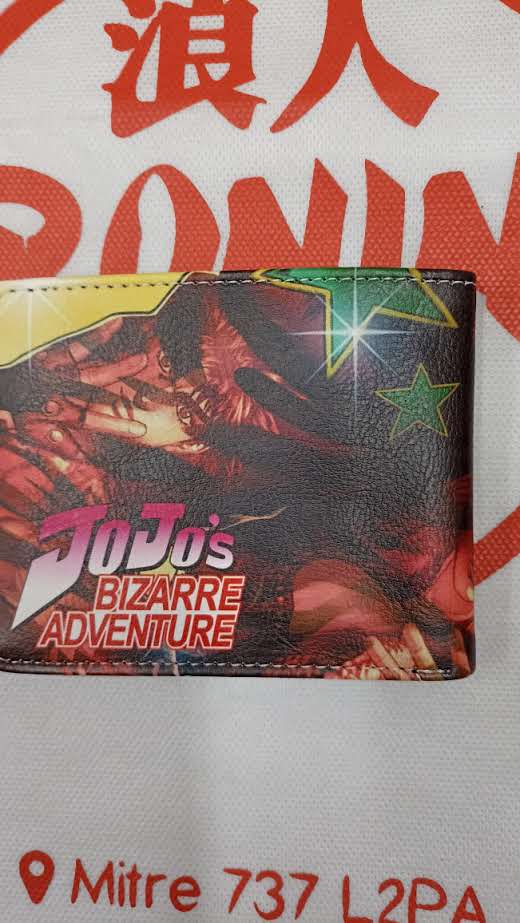 浪人
RONIN
JoJo's
BIZARRE
ADVENTURE
Mitre 737 L2PA